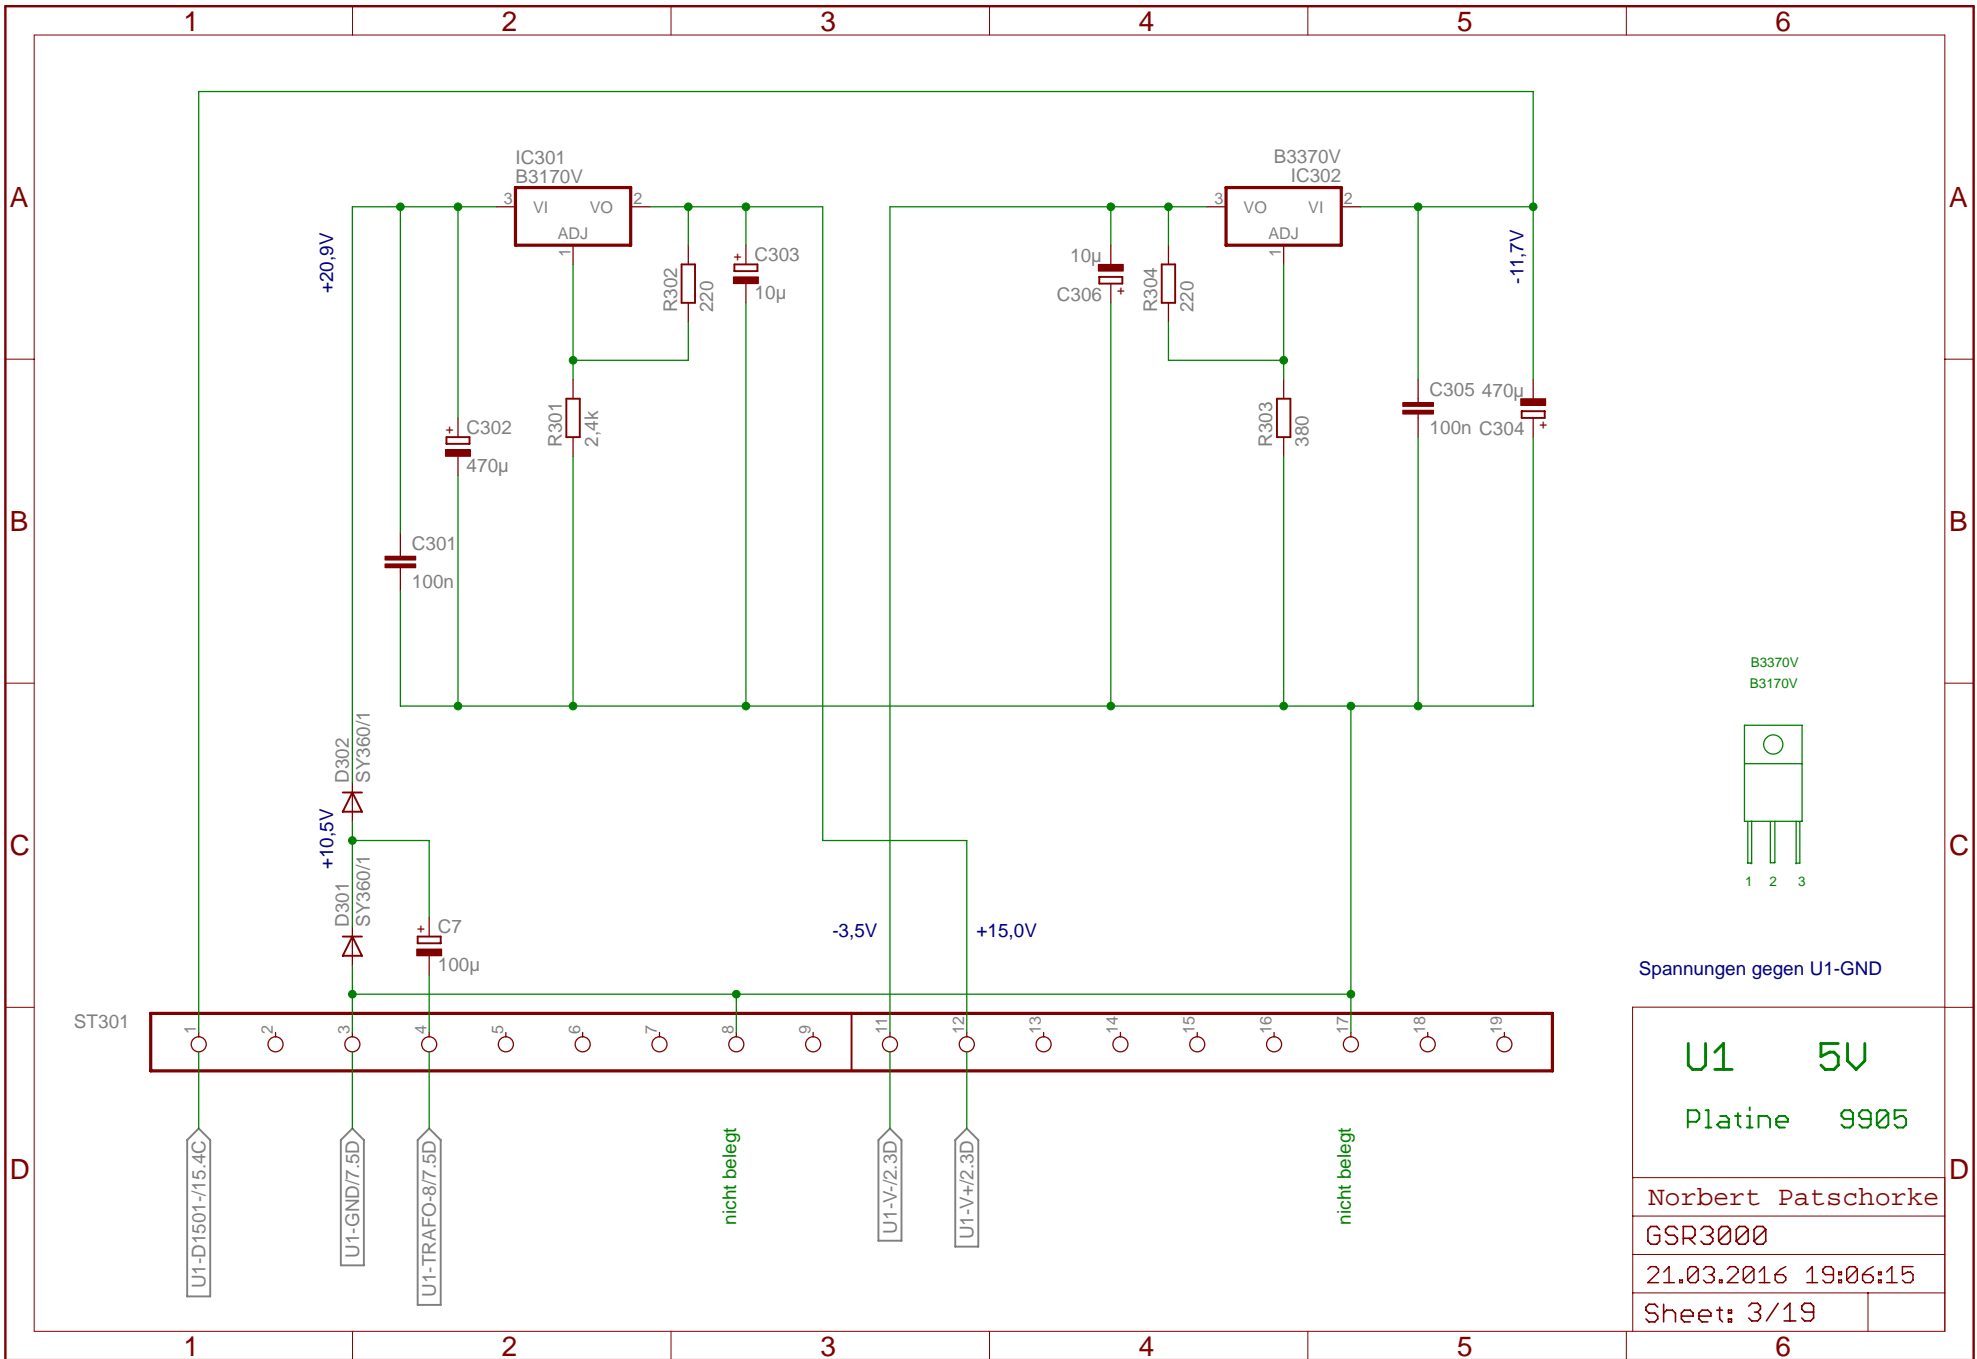 1 2 3 4 5 6
A A
B B
C C
D D
1 2 3 4 5 6
IC301
B3170V
3 VI VO 2
ADJ
1
B3370V
IC302
3 VO VI 2
ADJ
1
+20,9V
R302
220
C303
+
10µ
10µ
C306
+
R304
220
-11,7V
C302
+
470µ
R301
2,4k
R303
380
C305
100n
470µ
C304
+
C301
100n
D302
SY360/1
+10,5V
D301
SY360/1
C7
+
100µ
-3,5V
+15,0V
B3370V
B3170V
1 2 3
Spannungen gegen U1-GND
ST301
1 2 3 4 5 6 7 8 9 11 12 13 14 15 16 17 18 19
U1-D1501-/15.4C
U1-GND/7.5D
U1-TRAFO-8/7.5D
nicht belegt
U1-V-/2.3D
U1-V+/2.3D
nicht belegt
U1 5V
Platine 9905
Norbert Patschorke
GSR3000
21.03.2016 19:06:15
Sheet: 3/19